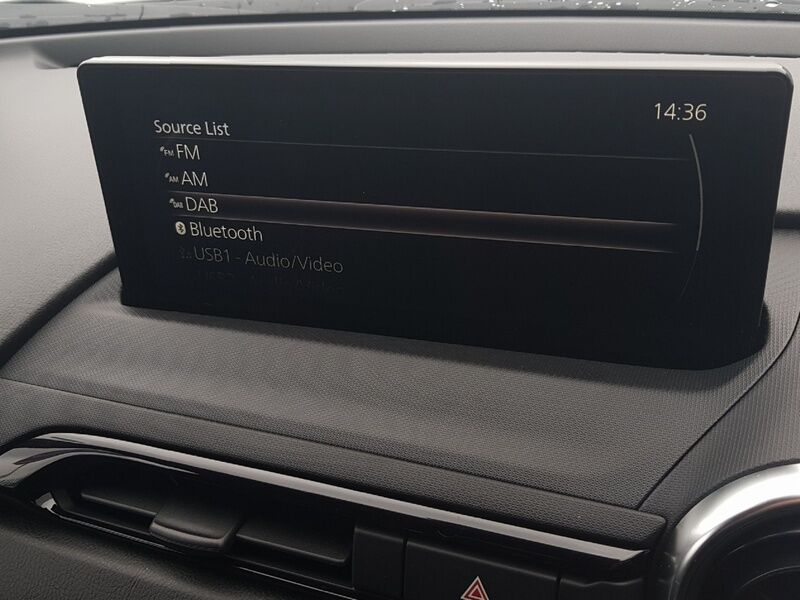 14:36
Source List
FM FM
AM AM
DAB DAB
Bluetooth
USB1 - Audio/Video